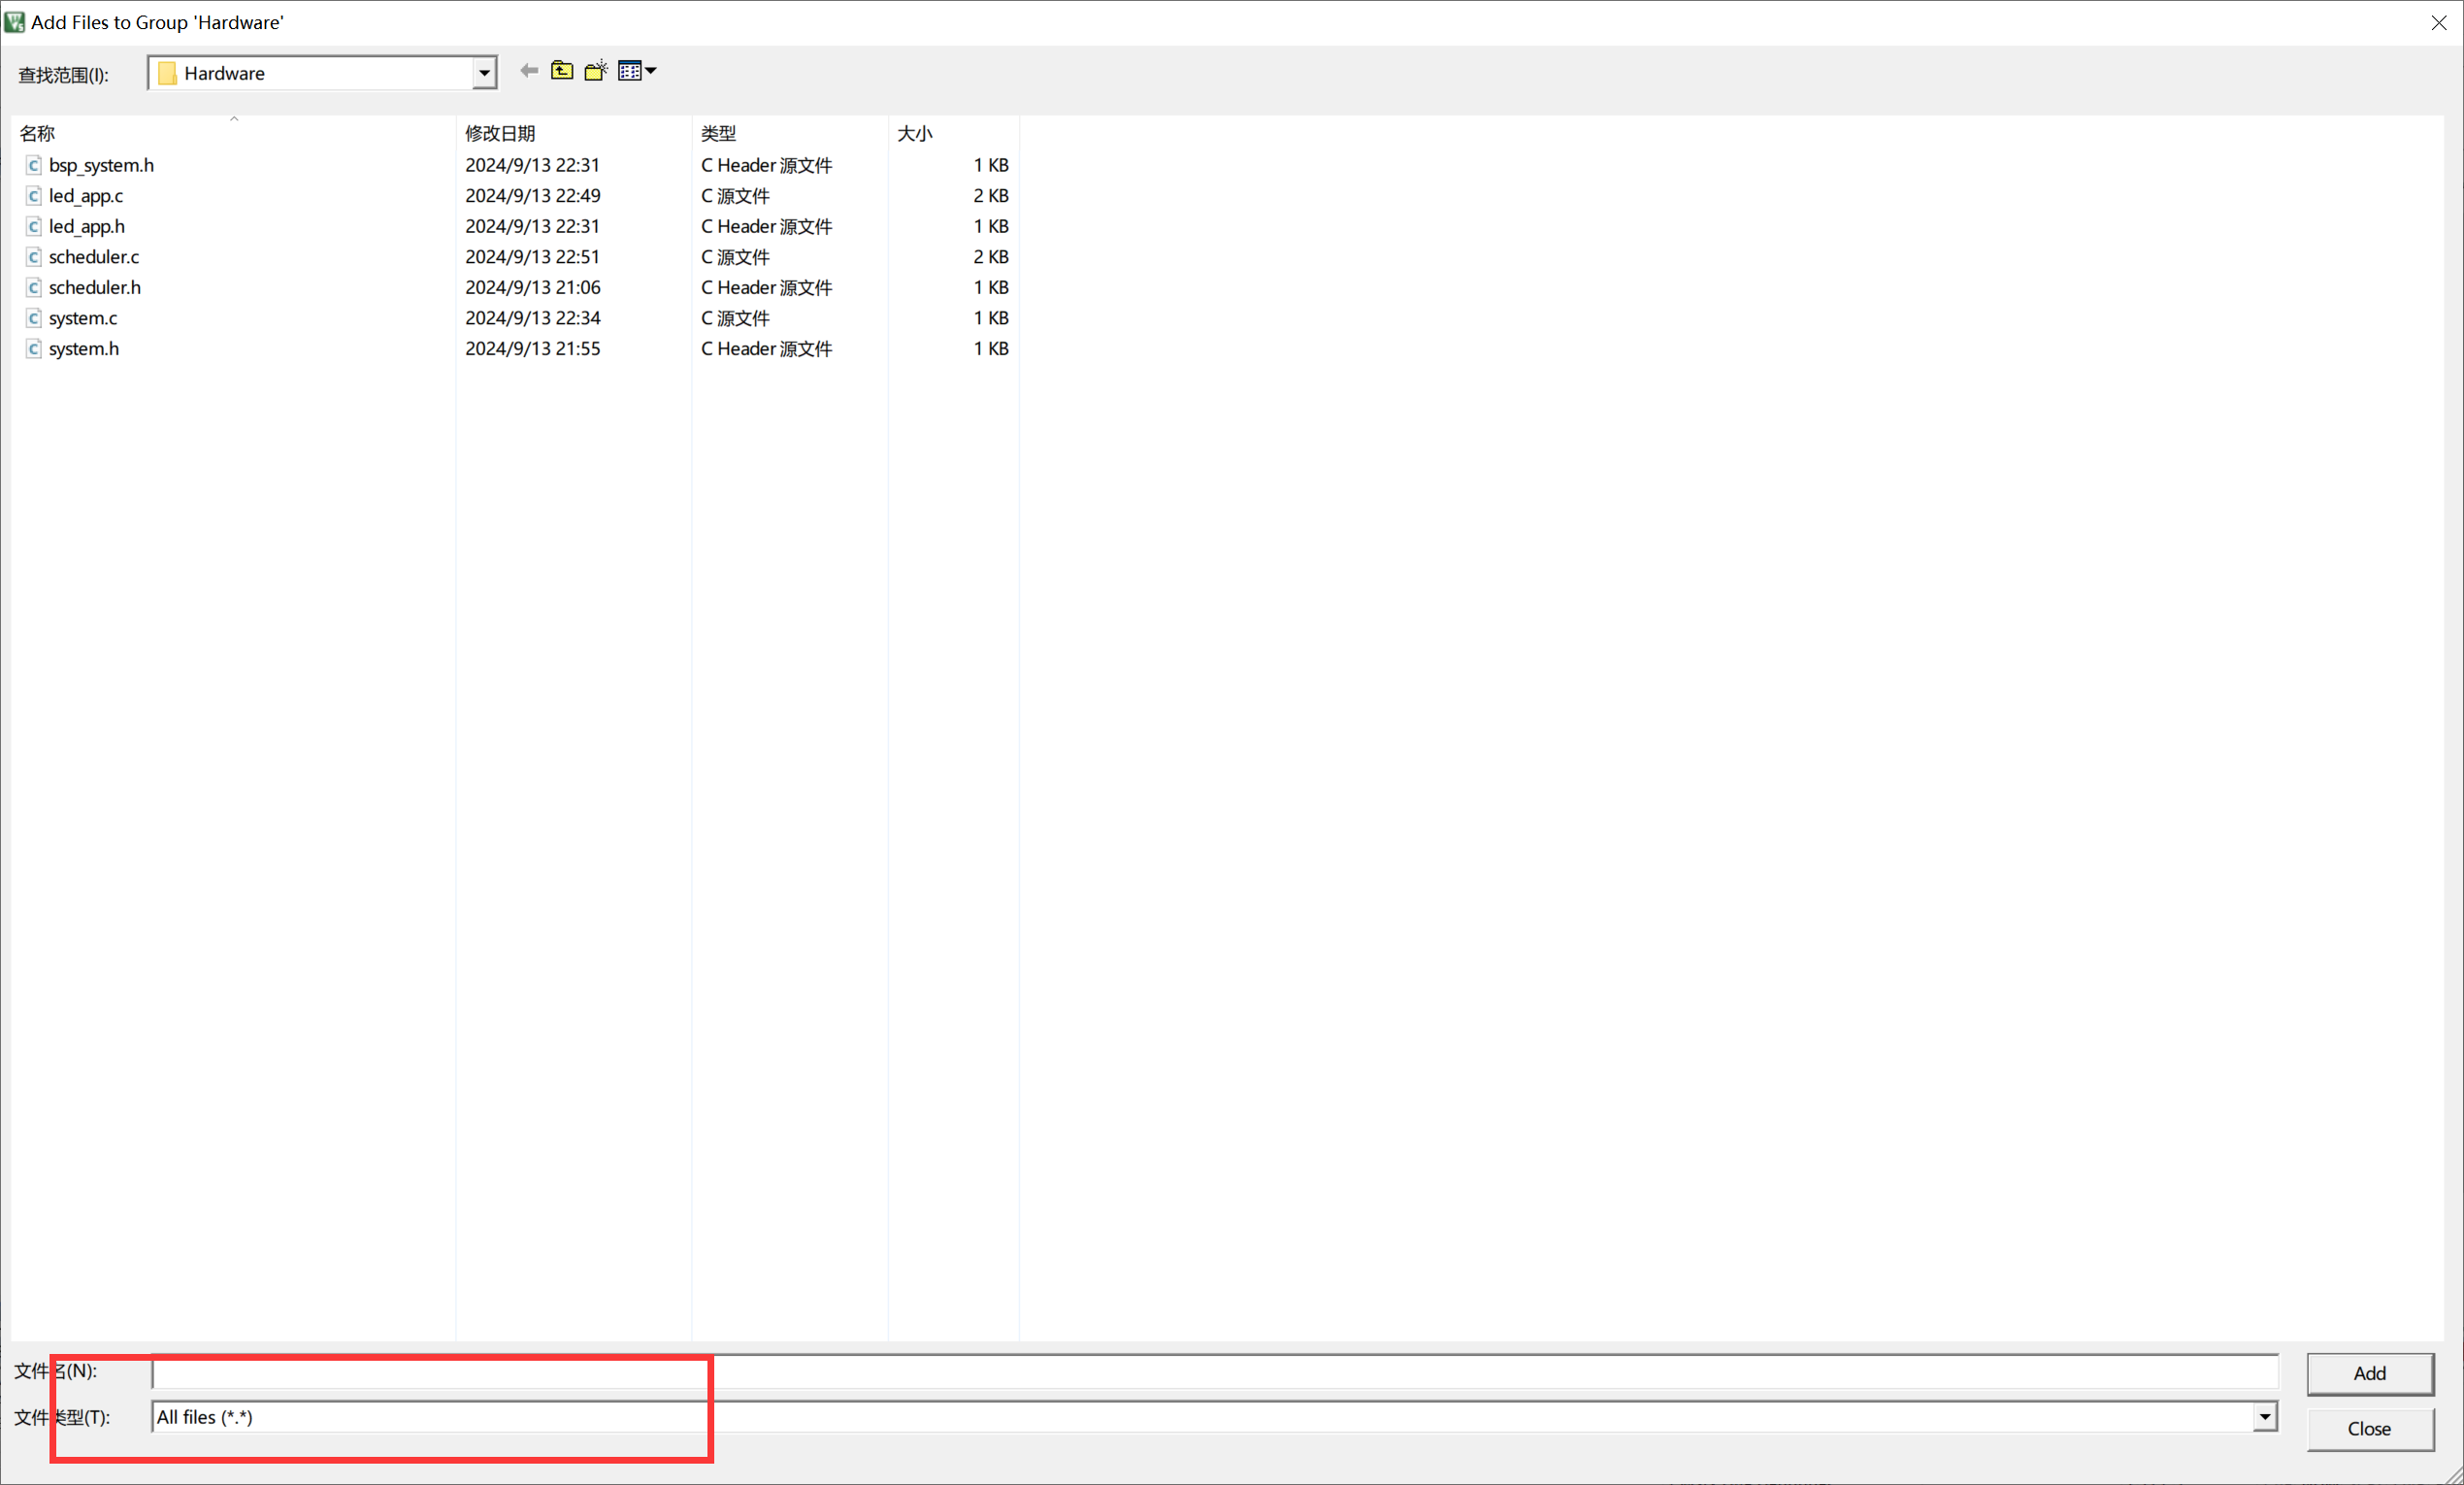 Add Files to Group 'Hardware'
查找范围(I): Hardware
名称 修改日期 类型 大小
bsp_system.h 2024/9/13 22:31 C Header 源文件 1 KB
led_app.c 2024/9/13 22:49 C 源文件 2 KB
led_app.h 2024/9/13 22:31 C Header 源文件 1 KB
scheduler.c 2024/9/13 22:51 C 源文件 2 KB
scheduler.h 2024/9/13 21:06 C Header 源文件 1 KB
system.c 2024/9/13 22:34 C 源文件 1 KB
system.h 2024/9/13 21:55 C Header 源文件 1 KB
文件名(N): Add
文件类型(T): All files (*.*)
Close